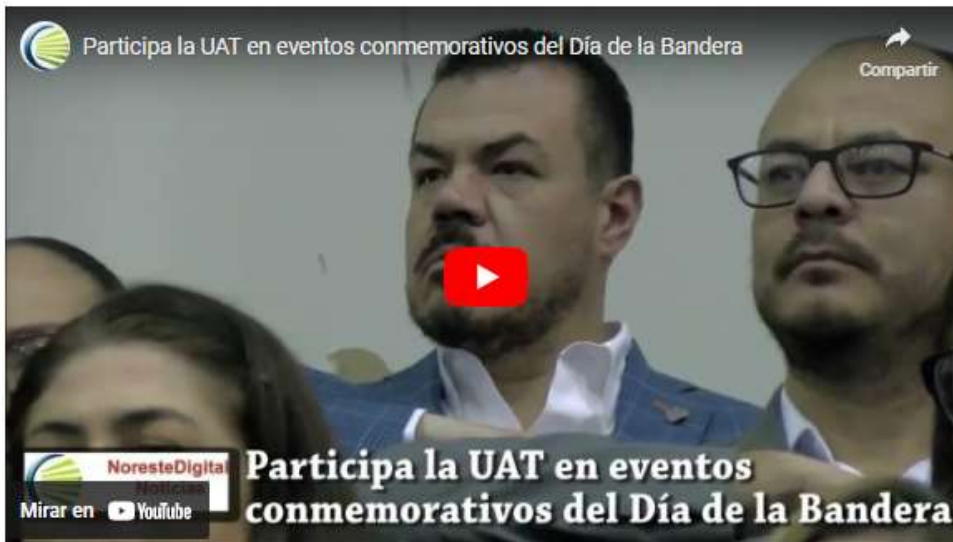 Participa la UAT en eventos conmemorativos del Día de la Bandera
Compartir
NoresteDigital
Noticias
Participa la UAT en eventos
conmemorativos del Día de la Bandera
Mirar en YouTube